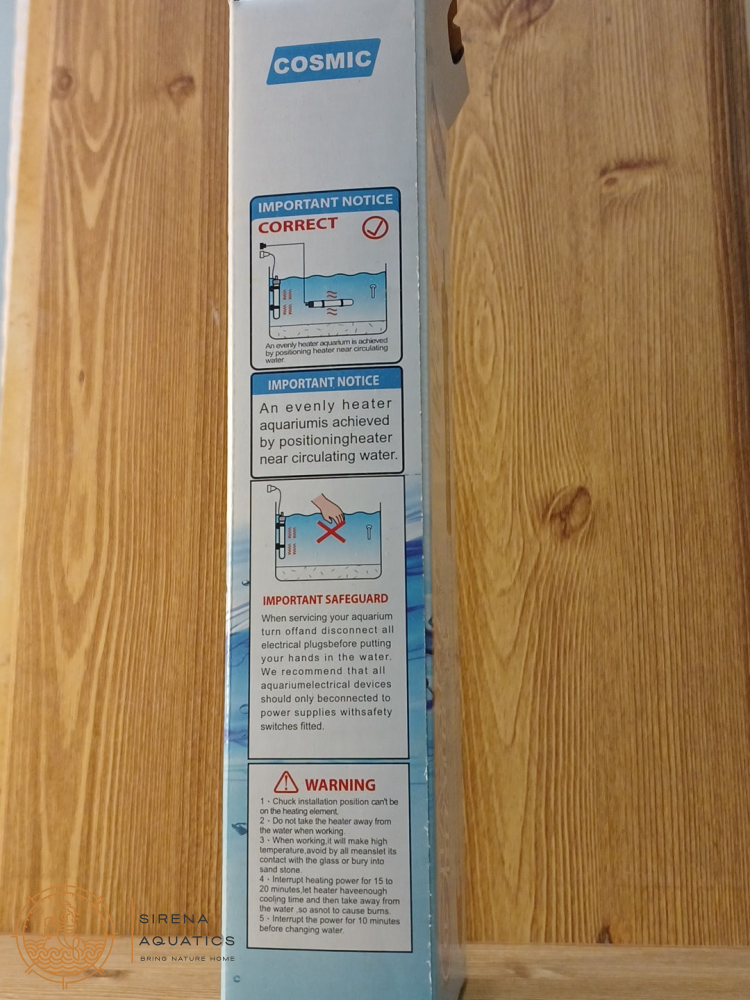 COSMIC
IMPORTANT NOTICE
CORRECT
An evenly heater aquarium is achieved
by positioning heater near circulating
water
IMPORTANT NOTICE
An evenly heater
aquariumis achieved
by positioningheater
near circulating water.
IMPORTANT SAFEGUARD
When servicing your aquarium
turn offand disconnect all
electrical plugsbefore putting
your hands in the water.
We recommend that all
aquariumelectrical devices
should only beconnected to
power supplies withsafety
switches fitted.
WARNING
1、Chuck installation position can't be
on the heating element.
2、Do not take the heater away from
the water when working.
3、When working,it will make high
temperature,avoid by all meanslet its
contact with the glass or bury into
sand stone.
4、Interrupt heating power for 15 to
20 minutes,let heater haveenough
cooling time and then take away from
the water ,so asnot to cause burns.
5、Interrupt the power for 10 minutes
before changing water.
SIRENA
AQUATICS
BRING NATURE HOME